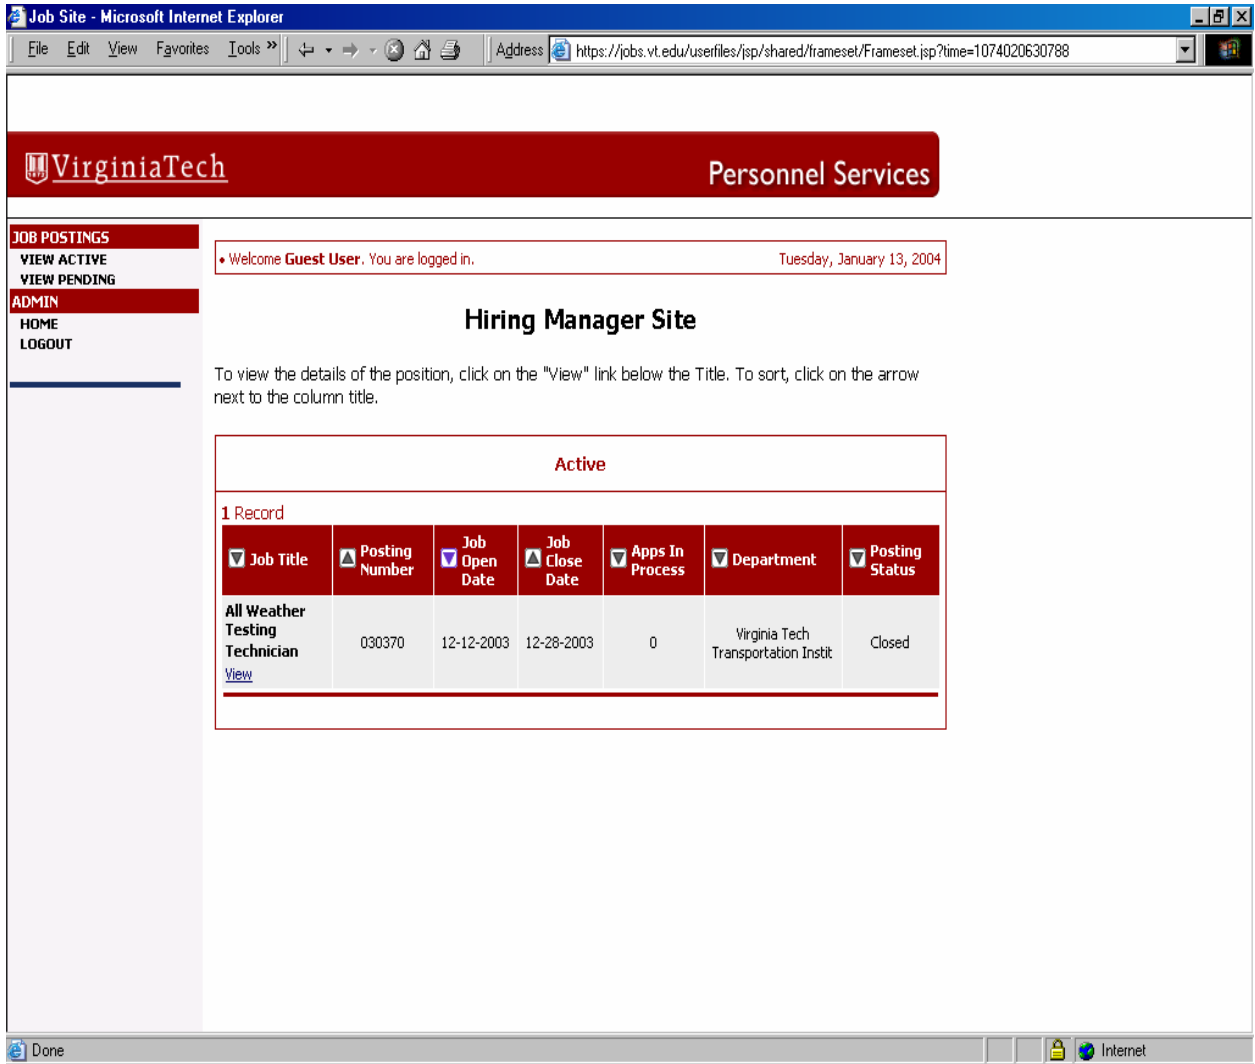 Job Site - Microsoft Internet Explorer
File Edit View Favorites Tools » Address https://jobs.vt.edu/userfiles/jsp/shared/frameset/Frameset.jsp?time=1074020630788
VirginiaTech
Personnel Services
JOB POSTINGS
VIEW ACTIVE
VIEW PENDING
ADMIN
HOME
LOGOUT
• Welcome Guest User. You are logged in.
Tuesday, January 13, 2004
Hiring Manager Site
To view the details of the position, click on the "View" link below the Title. To sort, click on the arrow
next to the column title.
Active
1 Record
Job Title
Posting
Number
Job
Open
Date
Job
Close
Date
Apps In
Process
Department
Posting
Status
All Weather
Testing
Technician
View
030370
12-12-2003
12-28-2003
0
Virginia Tech
Transportation Instit
Closed
Done
Internet